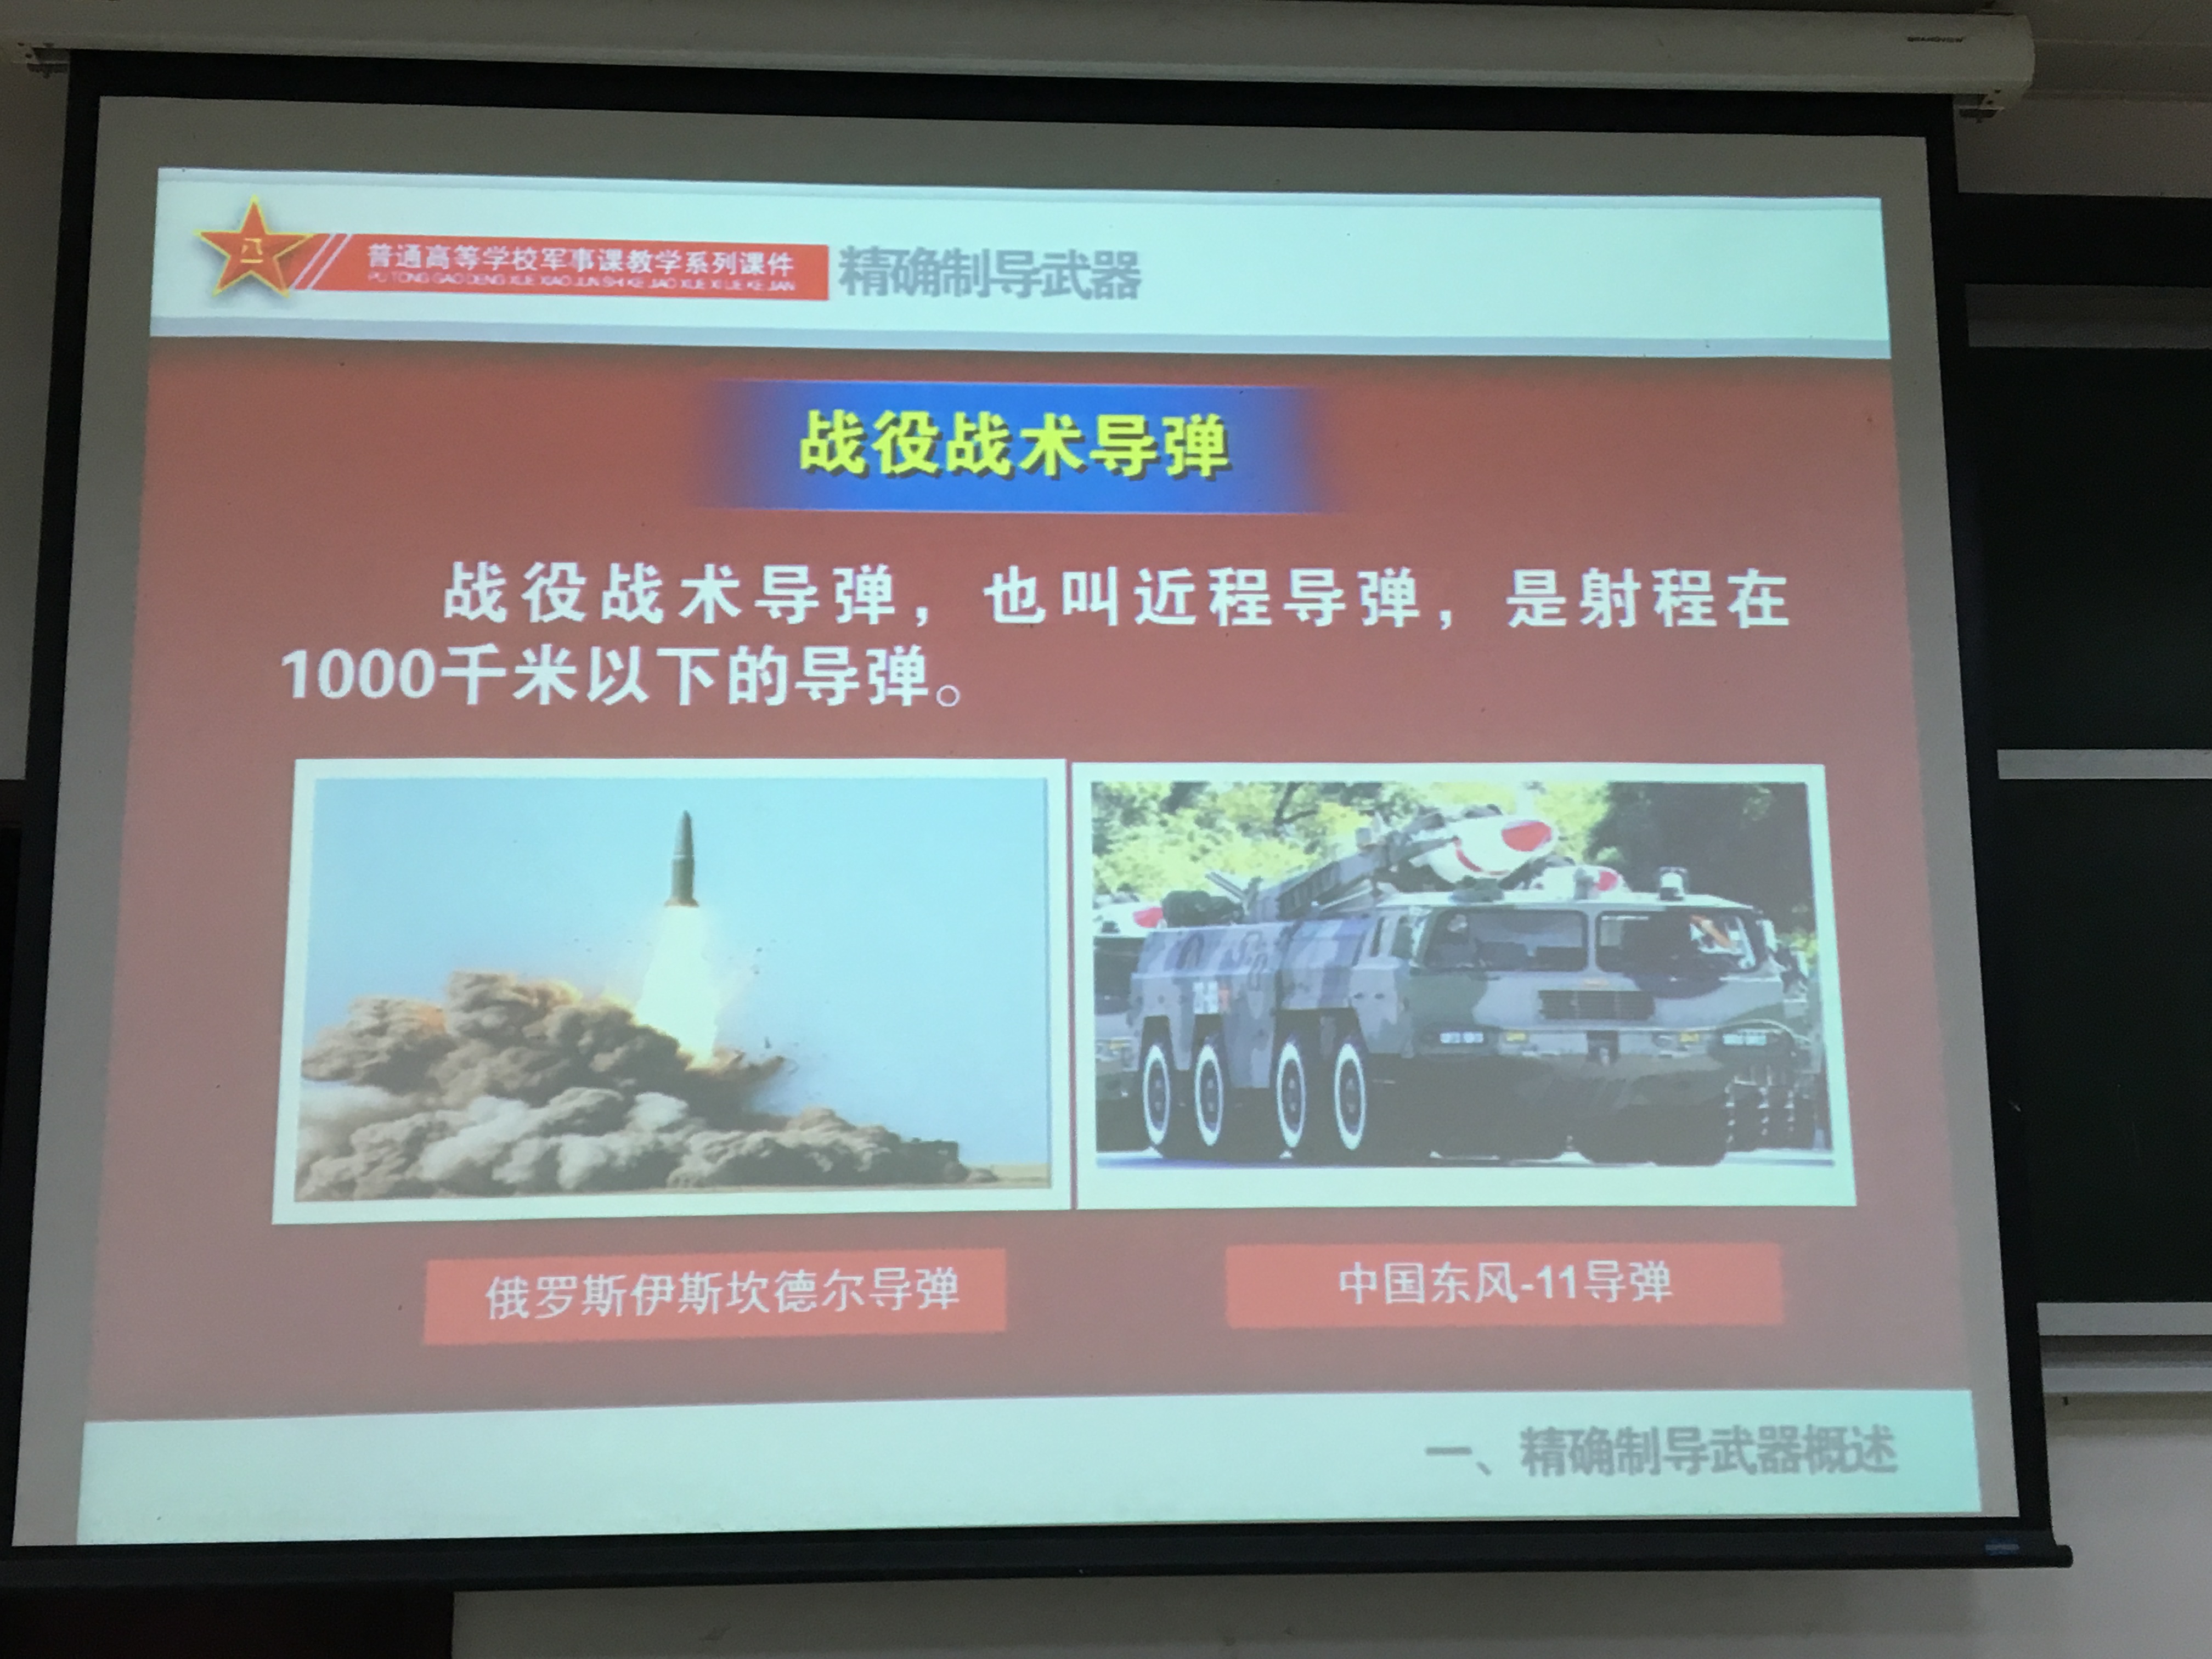 八一
普通高等学校军事课教学系列课件
PU TONG GAO DENG XUE XIAO JUN SHI KE JIAO XUE XI LIE KE JIAN
精确制导武器
战役战术导弹
战役战术导弹，也叫近程导弹，是射程在
1000千米以下的导弹。
俄罗斯伊斯坎德尔导弹
中国东风-11导弹
一、精确制导武器概述